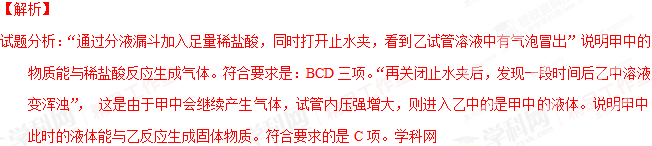 【解析】
试题分析：“通过分液漏斗加入足量稀盐酸，同时打开止水夹，看到乙试管溶液中有气泡冒出”说明甲中的
物质能与稀盐酸反应生成气体。符合要求是：BCD 三项。“再关闭止水夹后，发现一段时间后乙中溶液
变浑浊”， 这是由于甲中会继续产生气体，试管内压强增大，则进入乙中的是甲中的液体。说明甲中
此时的液体能与乙反应生成固体物质。符合要求的是 C 项。学科网